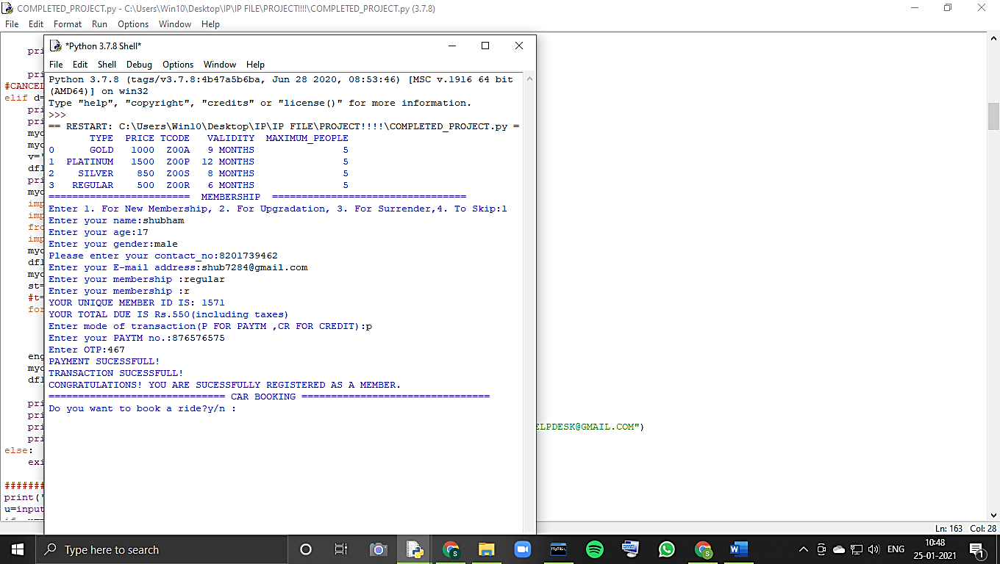 COMPLETED_PROJECT.py - C:\Users\Win10\Desktop\IP\IP FILE\PROJECT!!!!\COMPLETED_PROJECT.py (3.7.8)
File Edit Format Run Options Window Help
*Python 3.7.8 Shell*
File Edit Shell Debug Options Window Help
Python 3.7.8 (tags/v3.7.8:4b47a5b6ba, Jun 28 2020, 08:53:46) [MSC v.1916 64 bit
(AMD64)] on win32
Type "help", "copyright", "credits" or "license()" for more information.
>>>
== RESTART: C:\Users\Win10\Desktop\IP\IP FILE\PROJECT!!!!\COMPLETED_PROJECT.py =
TYPE PRICE TCODE VALIDITY MAXIMUM_PEOPLE
0 GOLD 1000 Z00A 9 MONTHS 5
1 PLATINUM 1500 Z00P 12 MONTHS 5
2 SILVER 850 Z00S 8 MONTHS 5
3 REGULAR 500 Z00R 6 MONTHS 5
======================== MEMBERSHIP =================================
Enter 1. For New Membership, 2. For Upgradation, 3. For Surrender,4. To Skip:1
Enter your name:shubham
Enter your age:17
Enter your gender:male
Please enter your contact_no:8201739462
Enter your E-mail address:shub7284@gmail.com
Enter your membership :regular
Enter your membership :r
YOUR UNIQUE MEMBER ID IS: 1571
YOUR TOTAL DUE IS Rs.550(including taxes)
Enter mode of transaction(P FOR PAYTM ,CR FOR CREDIT):p
Enter your PAYTM no.:876576575
Enter OTP:467
PAYMENT SUCESSFULL!
TRANSACTION SUCESSFULL!
CONGRATULATIONS! YOU ARE SUCESSFULLY REGISTERED AS A MEMBER.
============================== CAR BOOKING ================================
Do you want to book a ride?y/n :
pri
pri
#CANCEL
elif d=
pri
pri
myc
myc
v='
dfl
pri
myc
imp
imp
fro
imp
myc
dfl
myc
st=
#t=
for
eng
myc
dfl
pri
pri
pri ELPDESK@GMAIL.COM")
pri
else:
exi
#######
print('
u=input
Ln: 163 Col: 28
Type here to search
MySQL
W
ENG
10:48
25-01-2021
1